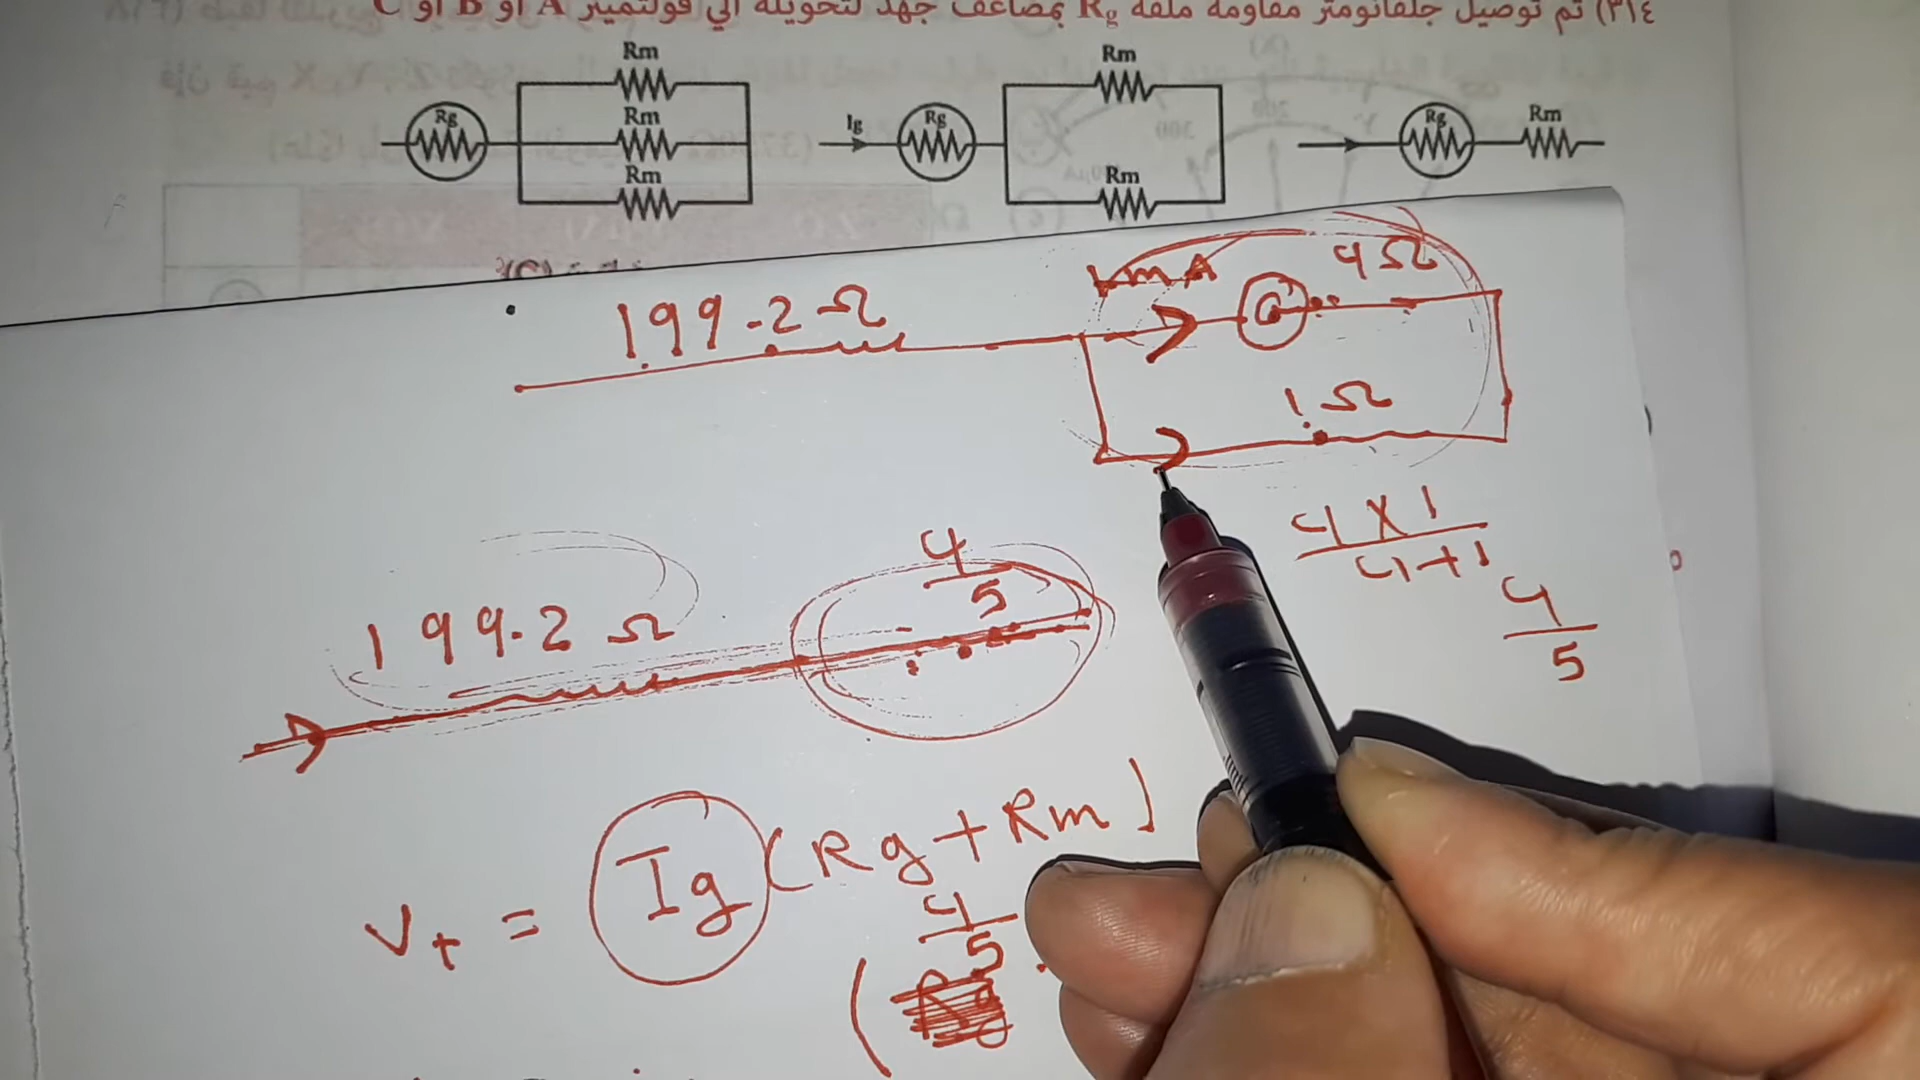 ٣١٤) تم توصيل جلفانومتر مقاومة ملفه Rg بمضاعف جهد لتحويله الي فولتميتر A أو B أو C
Rm
Rg
Rm
Rm
Rm
Ig
Rg
Rm
Rg
Rm
199.2 Ω
1mA
G
4Ω
1Ω
4 X 1
4+1
4
5
199.2 Ω
4
5
V+ = Ig (Rg + Rm)
4
5
(